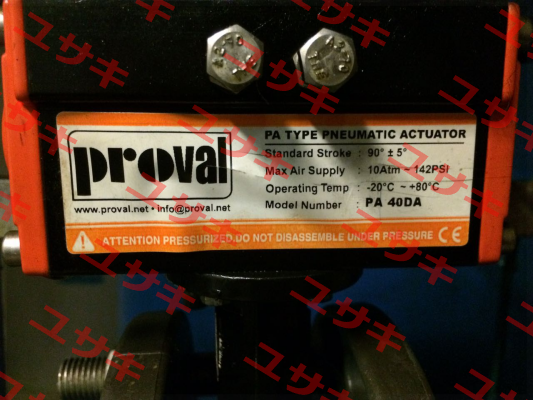 ユサキ
proval
www.proval.net • info@proval.net
PA TYPE PNEUMATIC ACTUATOR
Standard Stroke : 90° ± 5°
Max Air Supply : 10Atm ~ 142PSI
Operating Temp : -20°C ~ +80°C
Model Number : PA 40DA
ATTENTION PRESSURIZED.DO NOT DISASSEMBLE UNDER PRESSURE CE